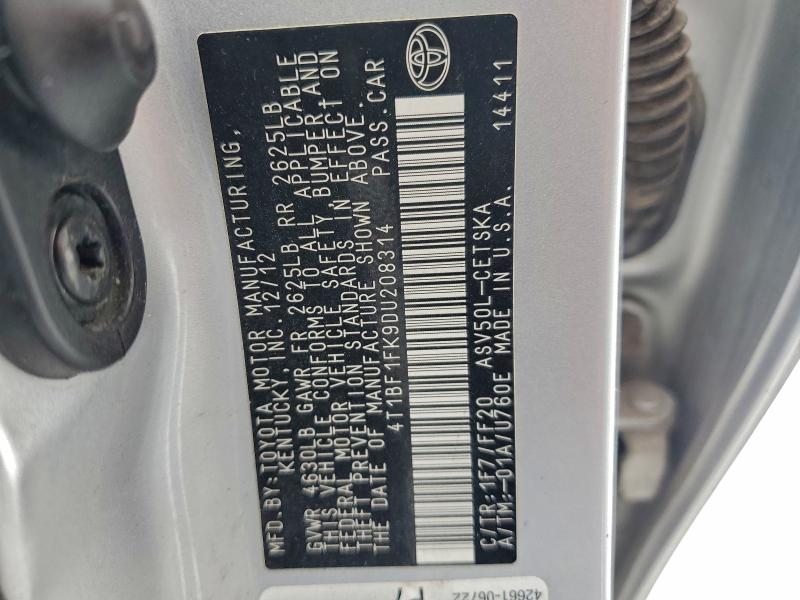 MFD. BY: TOYOTA MOTOR MANUFACTURING,
KENTUCKY, INC. 12/12
GVWR 4630LB GAWR FR 2625LB RR 2625LB
THIS VEHICLE CONFORMS TO ALL APPLICABLE
FEDERAL MOTOR VEHICLE SAFETY, BUMPER, AND
THEFT PREVENTION STANDARDS IN EFFECT ON
THE DATE OF MANUFACTURE SHOWN ABOVE.
4T1BF1FK9DU208314 PASS. CAR
C/TR: 1F7/FF20 ASV50L-CETSKA 14411
A/TM: -01A/U760E MADE IN U.S.A.
42661-06722